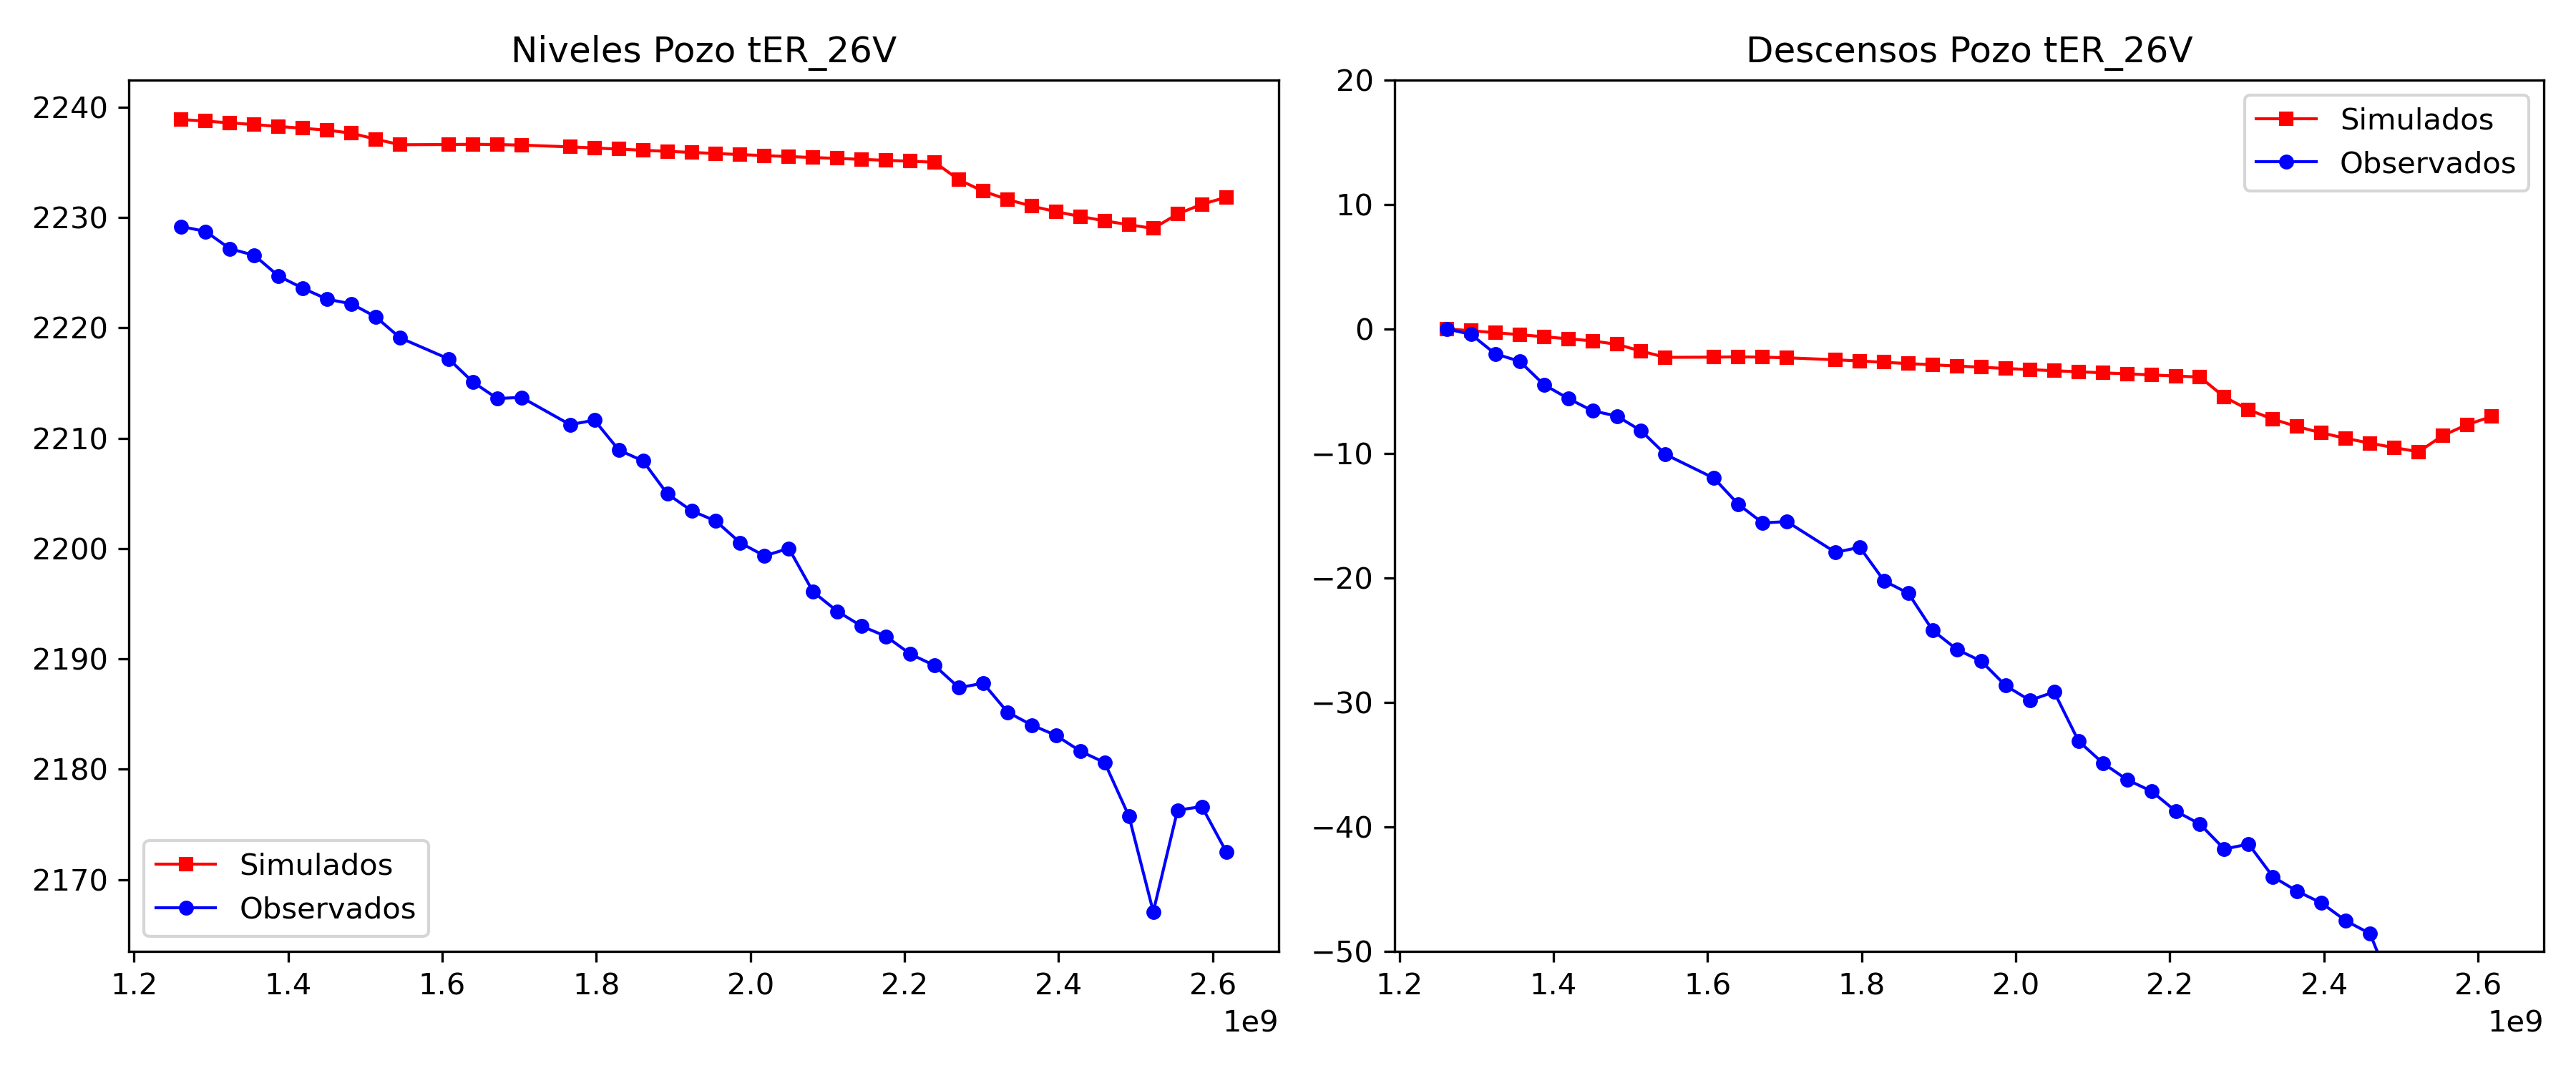 Niveles Pozo tER_26V
2240
2230
2220
2210
2200
2190
2180
2170
Simulados
Observados
1.2 1.4 1.6 1.8 2.0 2.2 2.4 2.6
1e9
Descensos Pozo tER_26V
20
10
0
−10
−20
−30
−40
−50
Simulados
Observados
1.2 1.4 1.6 1.8 2.0 2.2 2.4 2.6
1e9